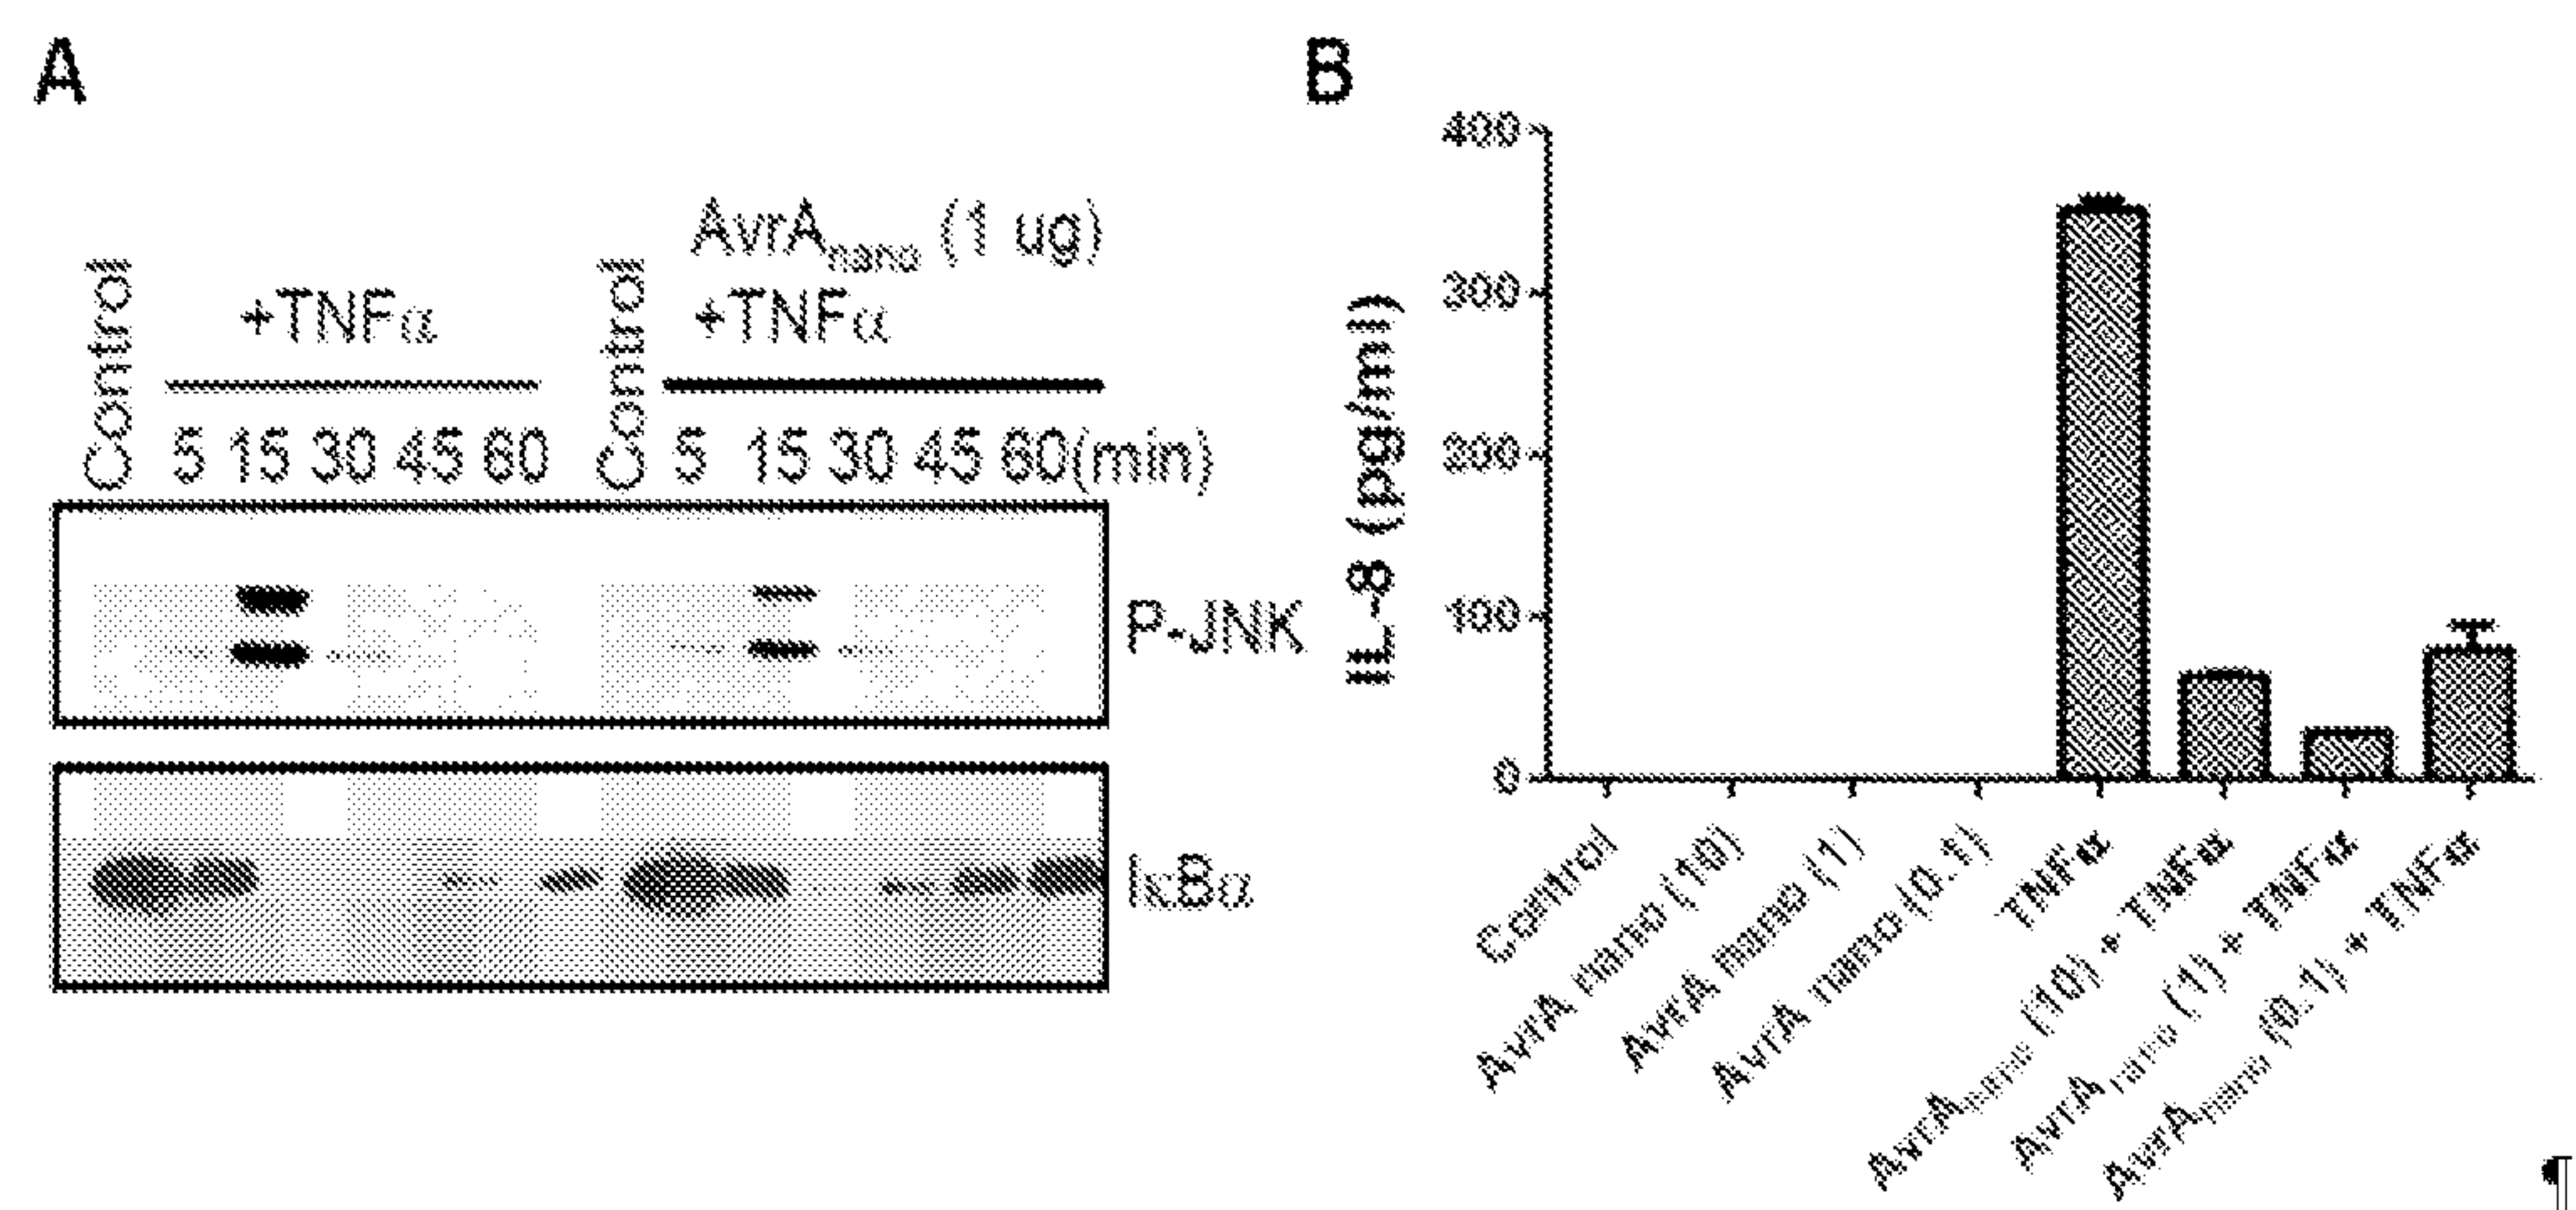 A
Control
+TNFα
5 15 30 45 60
Control
AvrAnano (1 ug)
+TNFα
5 15 30 45 60(min)
P-JNK
IκBα
B
IL-8 (pg/ml)
400
300
200
100
0
Control
AvrA nano (10)
AvrA nano (1)
AvrA nano (0.1)
TNFα
AvrAnano (10) + TNFα
AvrAnano (1) + TNFα
AvrAnano (0.1) + TNFα
¶